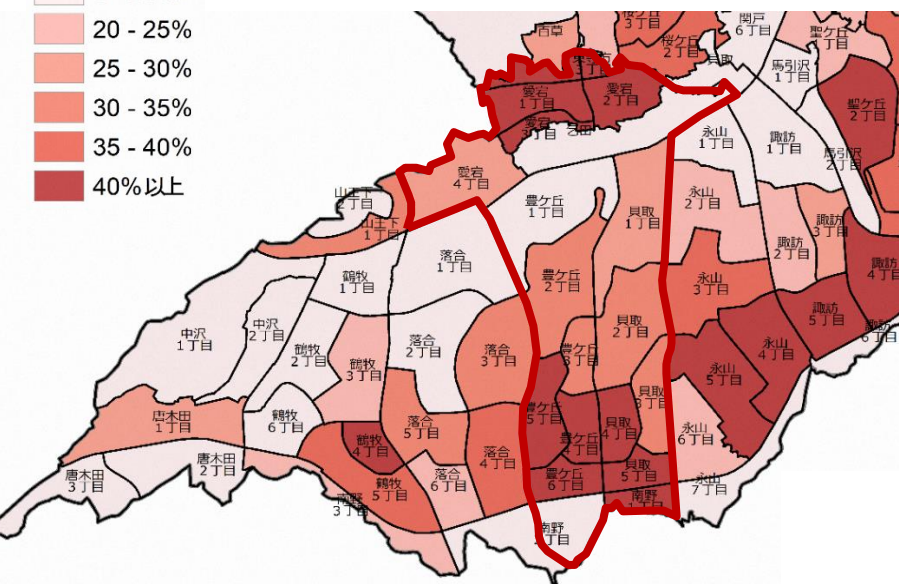 20 - 25%
25 - 30%
30 - 35%
35 - 40%
40%以上
百草
3丁目
桜ケ丘
2丁目
関戸
6丁目
聖ケ丘
貝取
馬引沢
1丁目
聖ケ丘
2丁目
愛宕
1丁目
愛宕
2丁目
愛宕
3丁目
永山
1丁目
諏訪
1丁目
馬引沢
2丁目
愛宕
4丁目
山王下
2丁目
山王下
1丁目
豊ケ丘
1丁目
貝取
1丁目
永山
2丁目
諏訪
2丁目
諏訪
3丁目
諏訪
4丁目
落合
1丁目
鶴牧
1丁目
豊ケ丘
2丁目
永山
3丁目
諏訪
5丁目
諏訪
6丁目
中沢
1丁目
中沢
2丁目
鶴牧
2丁目
鶴牧
3丁目
落合
2丁目
落合
3丁目
豊ケ丘
3丁目
貝取
2丁目
永山
4丁目
永山
5丁目
貝取
3丁目
唐木田
1丁目
鶴牧
6丁目
鶴牧
4丁目
落合
5丁目
落合
4丁目
豊ケ丘
5丁目
豊ケ丘
4丁目
貝取
4丁目
永山
6丁目
唐木田
3丁目
唐木田
2丁目
南野
3丁目
鶴牧
5丁目
落合
6丁目
豊ケ丘
6丁目
貝取
5丁目
永山
7丁目
南野
南野